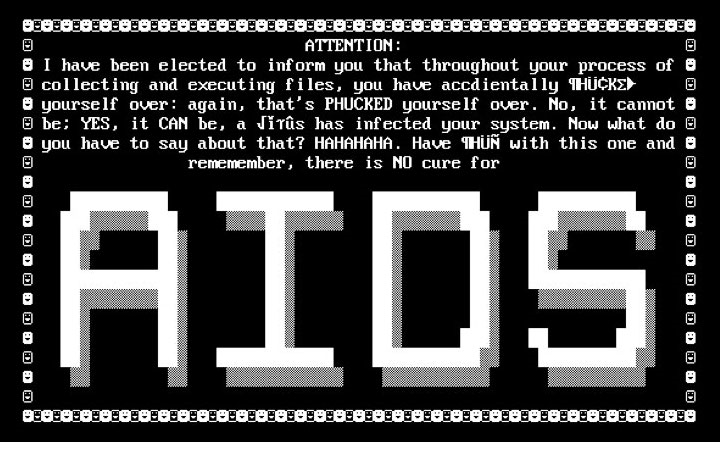 ATTENTION:
I have been elected to inform you that throughout your process of
collecting and executing files, you have accdientally ¶HÜ¢KΣ►
yourself over: again, that's PHUCKED yourself over. No, it cannot
be; YES, it CAN be, a √ìτûs has infected your system. Now what do
you have to say about that? HAHAHAHA. Have ¶HÜÑ with this one and
rememember, there is NO cure for
AIDS